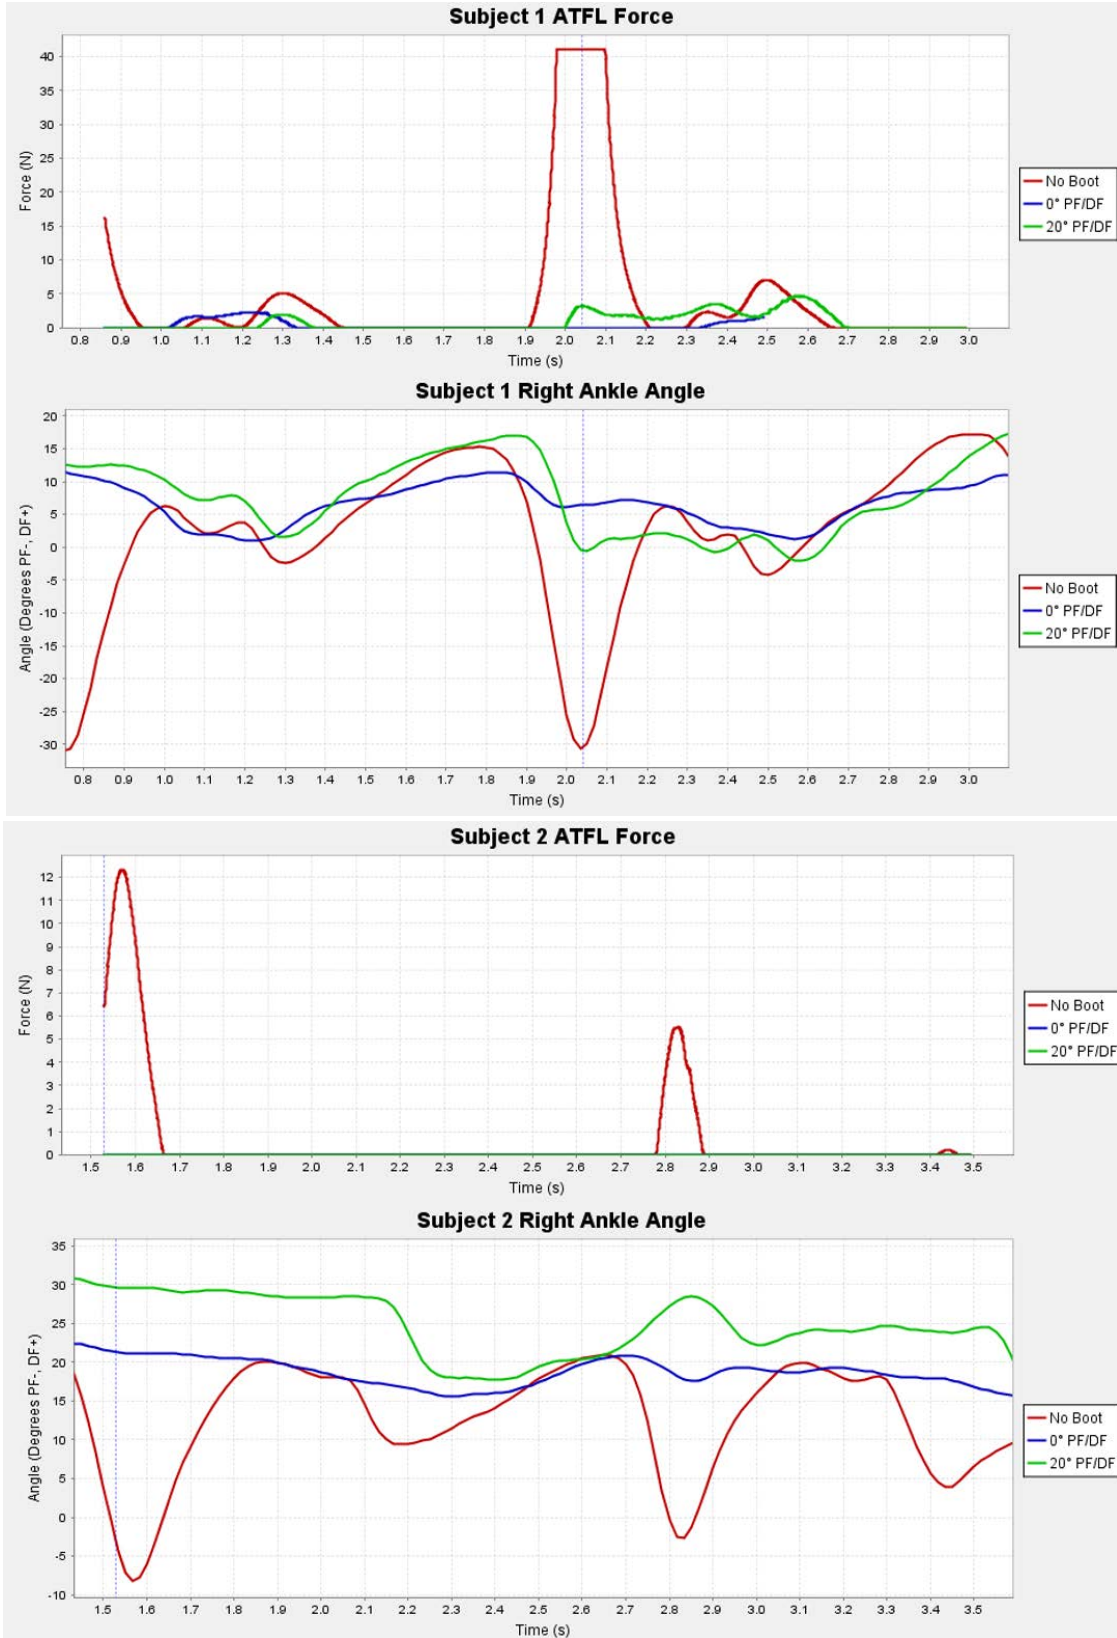 Subject 1 ATFL Force
Force (N)
40
35
30
25
20
15
10
5
0
0.8 0.9 1.0 1.1 1.2 1.3 1.4 1.5 1.6 1.7 1.8 1.9 2.0 2.1 2.2 2.3 2.4 2.5 2.6 2.7 2.8 2.9 3.0
Time (s)
No Boot
0° PF/DF
20° PF/DF
Subject 1 Right Ankle Angle
Angle (Degrees PF-, DF+)
20
15
10
5
0
-5
-10
-15
-20
-25
-30
0.8 0.9 1.0 1.1 1.2 1.3 1.4 1.5 1.6 1.7 1.8 1.9 2.0 2.1 2.2 2.3 2.4 2.5 2.6 2.7 2.8 2.9 3.0
Time (s)
No Boot
0° PF/DF
20° PF/DF
Subject 2 ATFL Force
Force (N)
12
11
10
9
8
7
6
5
4
3
2
1
0
1.5 1.6 1.7 1.8 1.9 2.0 2.1 2.2 2.3 2.4 2.5 2.6 2.7 2.8 2.9 3.0 3.1 3.2 3.3 3.4 3.5
Time (s)
No Boot
0° PF/DF
20° PF/DF
Subject 2 Right Ankle Angle
Angle (Degrees PF-, DF+)
35
30
25
20
15
10
5
0
-5
-10
1.5 1.6 1.7 1.8 1.9 2.0 2.1 2.2 2.3 2.4 2.5 2.6 2.7 2.8 2.9 3.0 3.1 3.2 3.3 3.4 3.5
Time (s)
No Boot
0° PF/DF
20° PF/DF